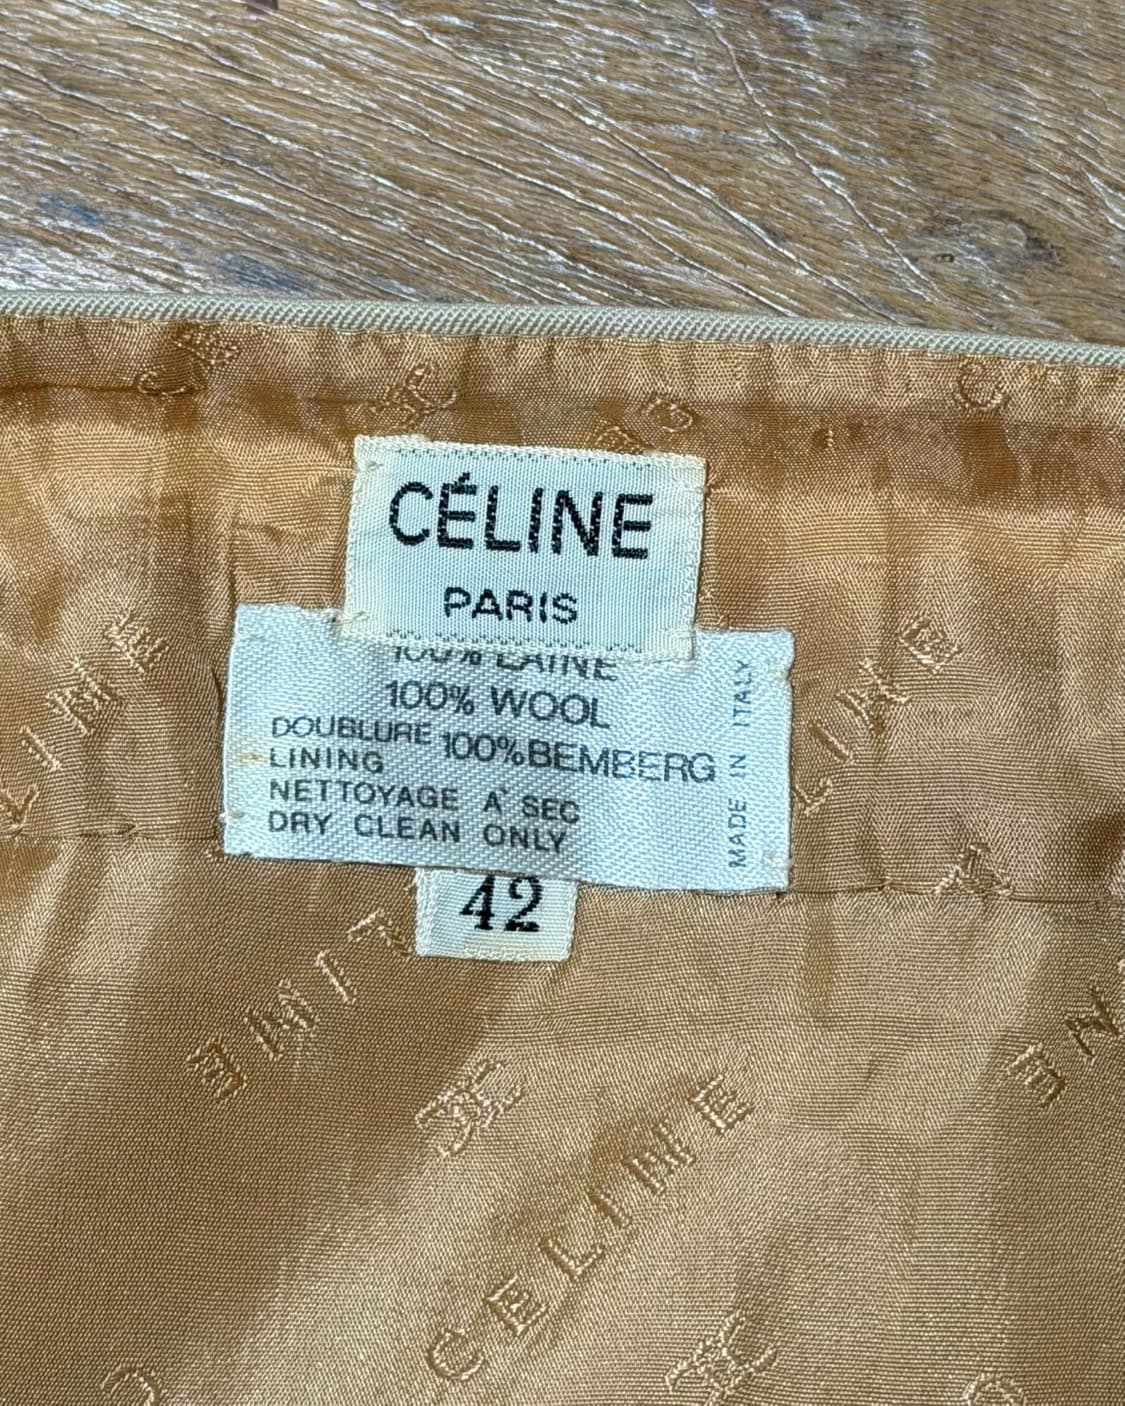 CÉLINE
PARIS
100% LAINE
100% WOOL
DOUBLURE 100% BEMBERG
LINING
NETTOYAGE À SEC
DRY CLEAN ONLY
MADE IN ITALY
42
CELINE